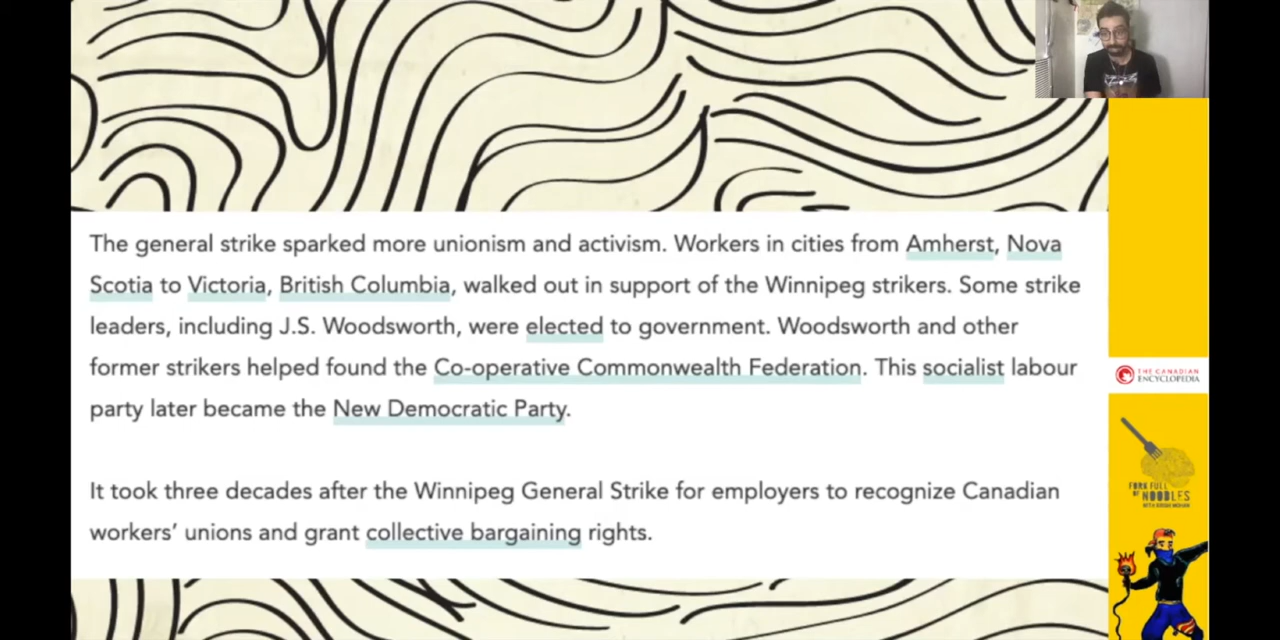 The general strike sparked more unionism and activism. Workers in cities from Amherst, Nova
Scotia to Victoria, British Columbia, walked out in support of the Winnipeg strikers. Some strike
leaders, including J.S. Woodsworth, were elected to government. Woodsworth and other
former strikers helped found the Co-operative Commonwealth Federation. This socialist labour
party later became the New Democratic Party.
It took three decades after the Winnipeg General Strike for employers to recognize Canadian
workers' unions and grant collective bargaining rights.
THE CANADIAN
ENCYCLOPEDIA
FORK FULL
OF NOODLES